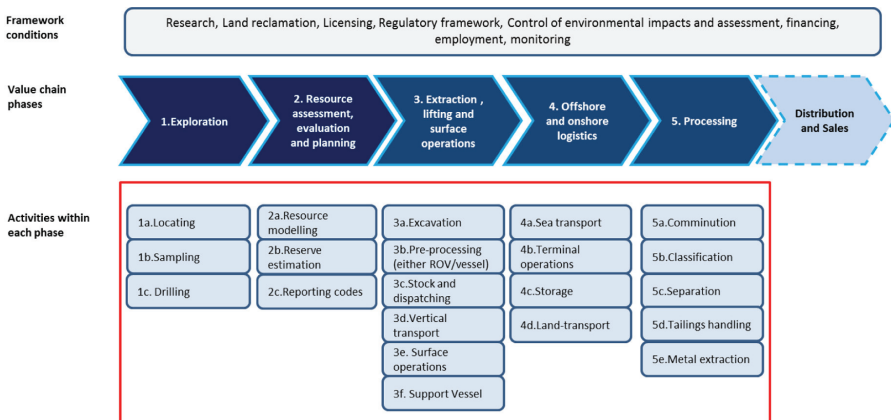 Framework
conditions
Research, Land reclamation, Licensing, Regulatory framework, Control of environmental impacts and assessment, financing,
employment, monitoring
Value chain
phases
1.Exploration
2. Resource
assessment,
evaluation
and planning
3. Extraction ,
lifting and
surface
operations
4. Offshore
and onshore
logistics
5. Processing
Distribution
and Sales
Activities within
each phase
1a.Locating
1b.Sampling
1c. Drilling
2a.Resource
modelling
2b.Reserve
estimation
2c.Reporting codes
3a.Excavation
3b.Pre-processing
(either ROV/vessel)
3c.Stock and
dispatching
3d.Vertical
transport
3e. Surface
operations
3f. Support Vessel
4a.Sea transport
4b.Terminal
operations
4c.Storage
4d.Land-transport
5a.Comminution
5b.Classification
5c.Separation
5d.Tailings handling
5e.Metal extraction